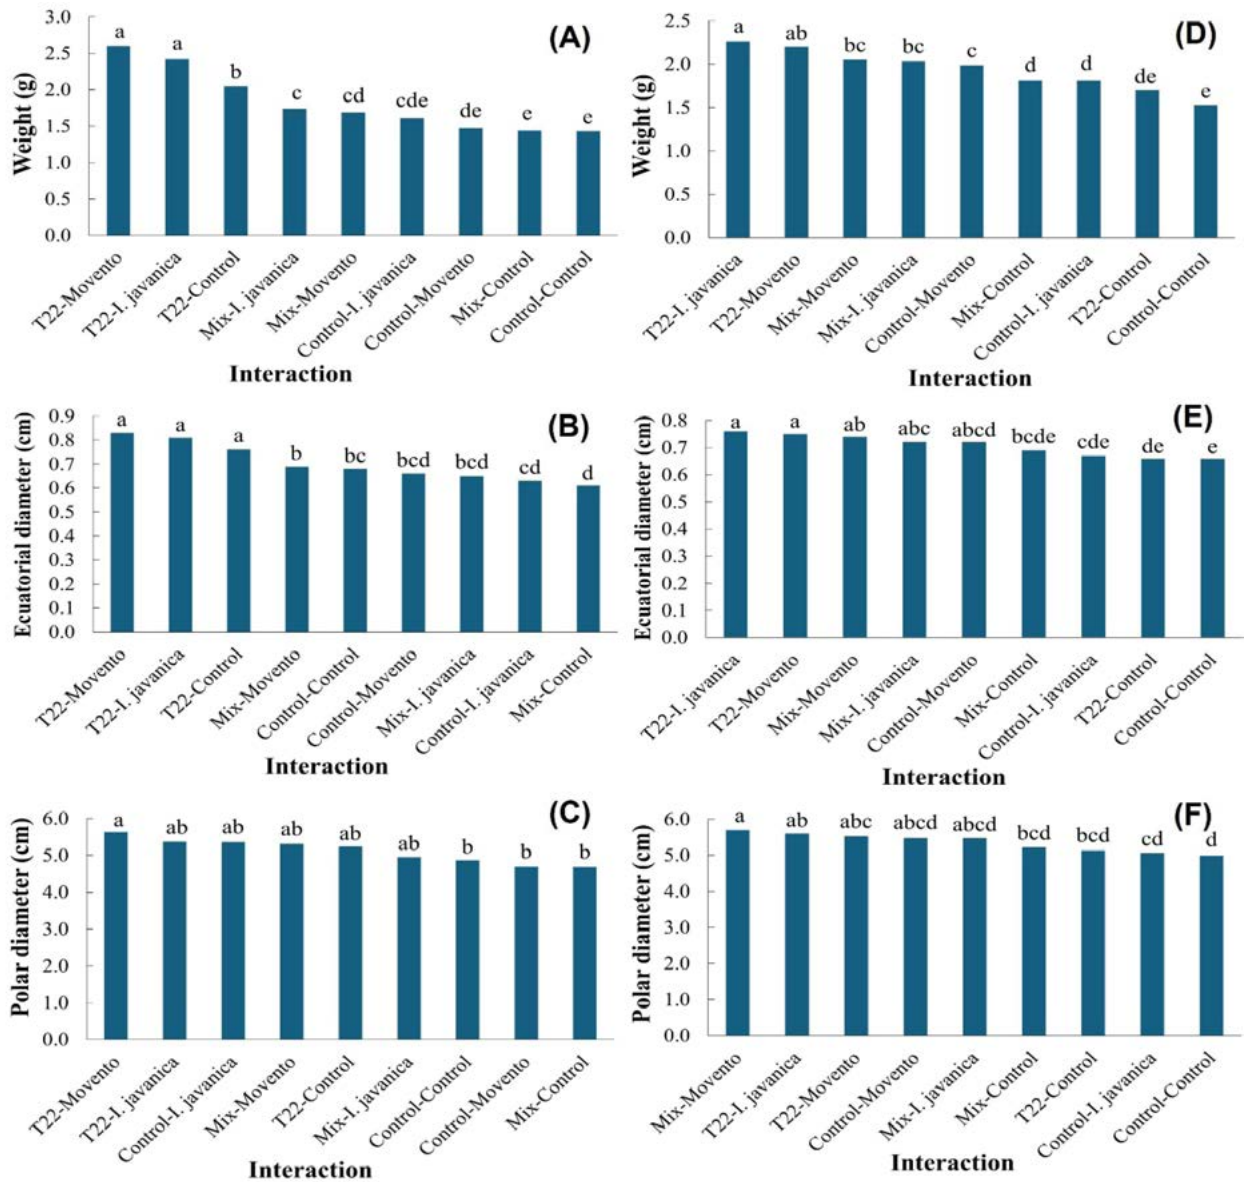 (A)
Weight (g)
3.0
2.5
2.0
1.5
1.0
0.5
0.0
a a b c cd cde de e e
T22-Movento
T22-I. javanica
T22-Control
Mix-I. javanica
Mix-Movento
Control-I. javanica
Control-Movento
Mix-Control
Control-Control
Interaction
(D)
Weight (g)
2.5
2.0
1.5
1.0
0.5
0.0
a ab bc bc c d d de e
T22-I. javanica
T22-Movento
Mix-Movento
Mix-I. javanica
Control-Movento
Mix-Control
Control-I. javanica
T22-Control
Control-Control
Interaction
(B)
Ecuatorial diameter (cm)
0.9
0.8
0.7
0.6
0.5
0.4
0.3
0.2
0.1
0.0
a a a b bc bcd bcd cd d
T22-Movento
T22-I. javanica
T22-Control
Mix-Movento
Control-Control
Control-Movento
Mix-I. javanica
Control-I. javanica
Mix-Control
Interaction
(E)
Ecuatorial diameter (cm)
0.8
0.7
0.6
0.5
0.4
0.3
0.2
0.1
0.0
a a ab abc abcd bcde cde de e
T22-I. javanica
T22-Movento
Mix-Movento
Mix-I. javanica
Control-Movento
Mix-Control
Control-I. javanica
T22-Control
Control-Control
Interaction
(C)
Polar diameter (cm)
6.0
5.0
4.0
3.0
2.0
1.0
0.0
a ab ab ab ab ab b b b
T22-Movento
T22-I. javanica
Control-I. javanica
Mix-Movento
T22-Control
Mix-I. javanica
Control-Control
Control-Movento
Mix-Control
Interaction
(F)
Polar diameter (cm)
6.0
5.0
4.0
3.0
2.0
1.0
0.0
a ab abc abcd abcd bcd bcd cd d
Mix-Movento
T22-I. javanica
T22-Movento
Control-Movento
Mix-I. javanica
Mix-Control
T22-Control
Control-I. javanica
Control-Control
Interaction